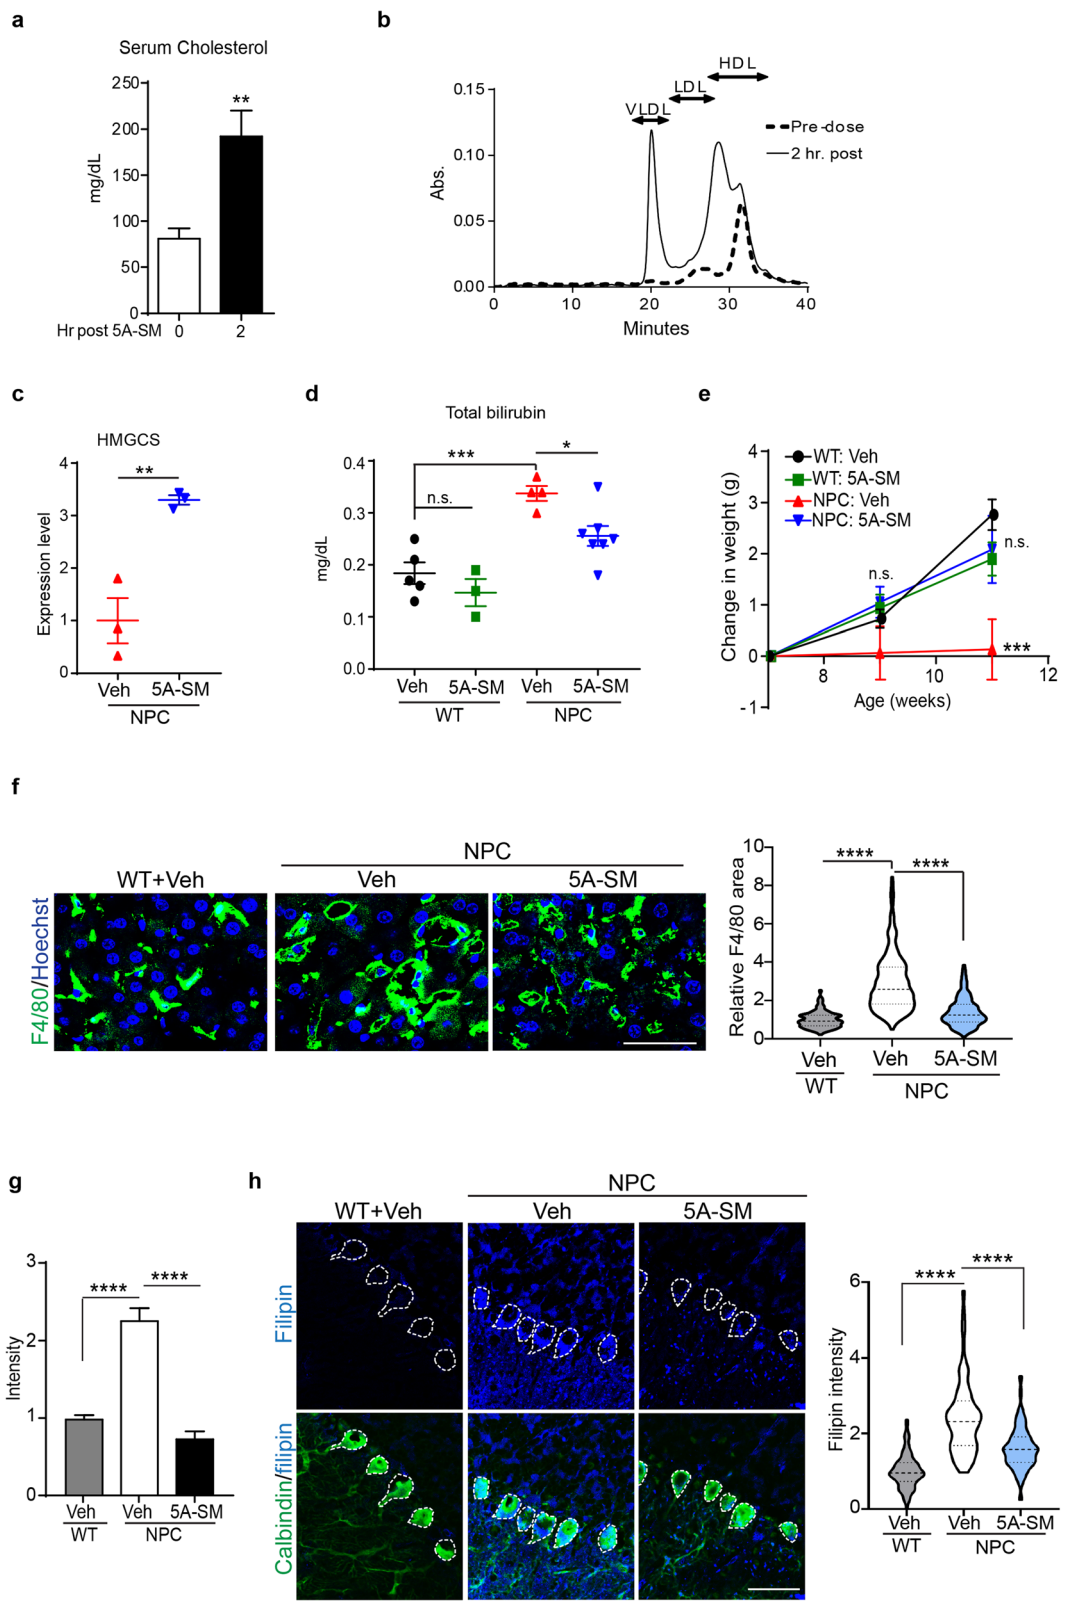 a
Serum Cholesterol
250
200
150
100
50
0
mg/dL
**
Hr post 5A-SM 0 2
b
0.15
0.10
0.05
0.00
Abs.
VLDL
LDL
HDL
Pre-dose
2 hr. post
0 10 20 30 40
Minutes
c
HMGCS
4
3
2
1
0
Expression level
**
Veh 5A-SM
NPC
d
Total bilirubin
0.4
0.3
0.2
0.1
0.0
mg/dL
***
*
n.s.
Veh 5A-SM Veh 5A-SM
WT NPC
e
4
3
2
1
0
-1
Change in weight (g)
WT: Veh
WT: 5A-SM
NPC: Veh
NPC: 5A-SM
n.s.
n.s.
***
8 10 12
Age (weeks)
f
NPC
WT+Veh Veh 5A-SM
F4/80/Hoechst
10
8
6
4
2
0
Relative F4/80 area
**** ****
Veh Veh 5A-SM
WT NPC
g
3
2
1
0
Intensity
**** ****
Veh Veh 5A-SM
WT NPC
h
NPC
WT+Veh Veh 5A-SM
Filipin
Calbindin/filipin
6
4
2
0
Filipin intensity
**** ****
Veh Veh 5A-SM
WT NPC